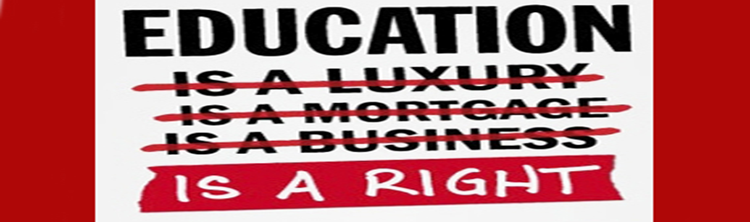 EDUCATION
IS A LUXURY
IS A MORTGAGE
IS A BUSINESS
IS A RIGHT